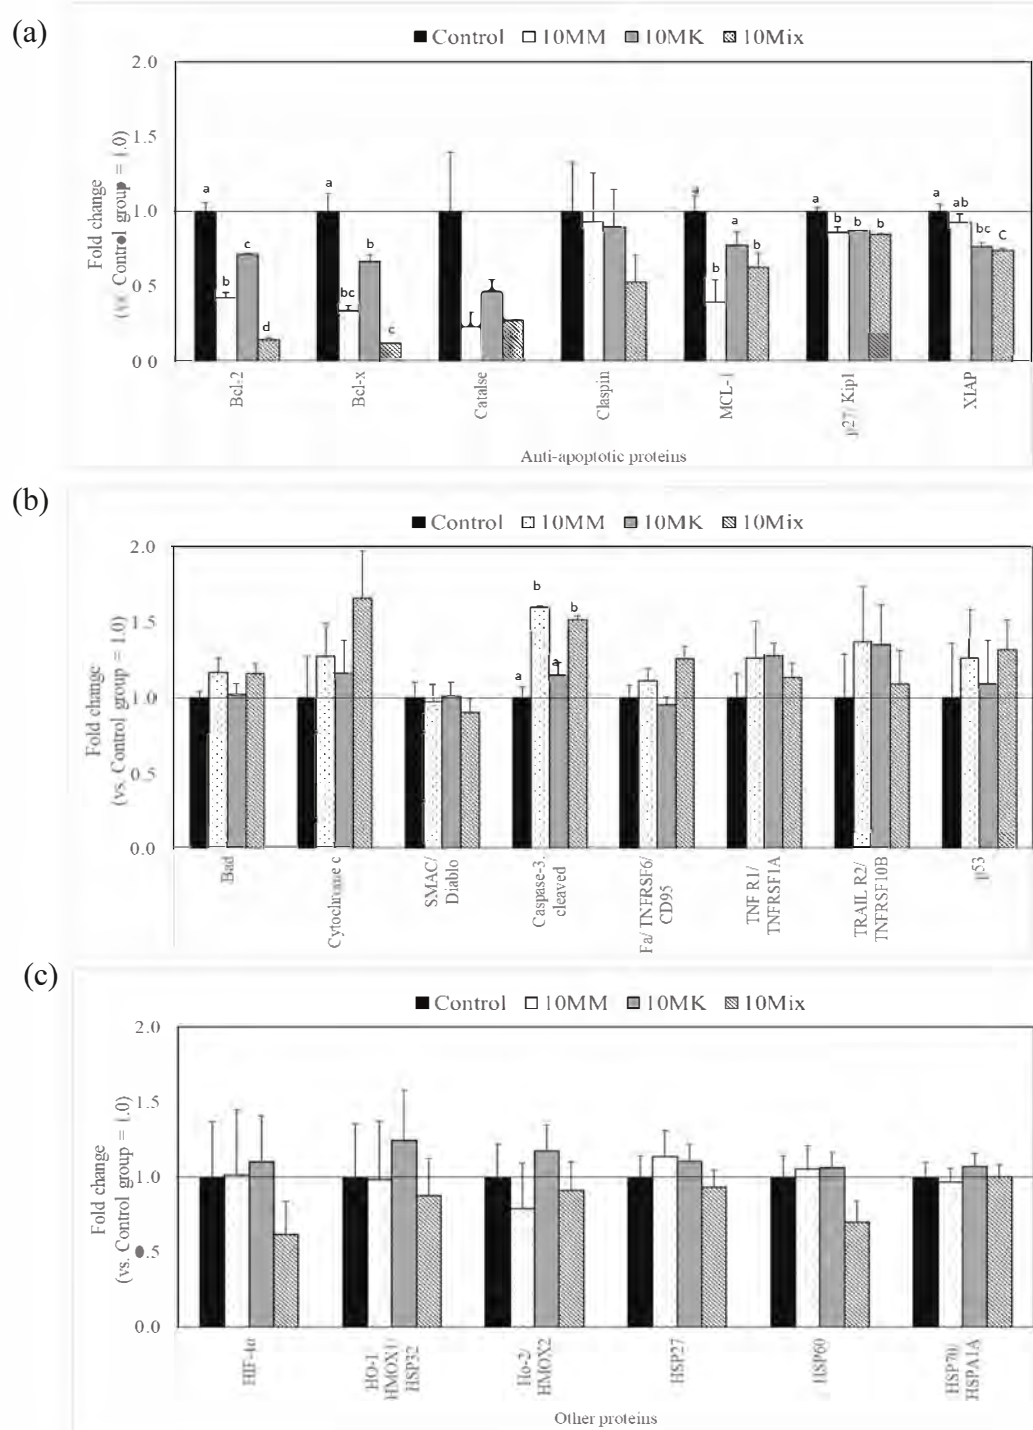 (a)
Control 10MM 10MK 10Mix
Fold change
Control group = 1.0)
2.0
1.5
1.0
0 5
0 0
a b c d
a bc b c
a b a b
a b b b
a ab bc C
Bcl-2
Bcl-x
Catalse
Claspin
MCL-1
p27/ Kip1
XIAP
Anti-apoptotic proteins
(b)
Control 10MM 10MK 10Mix
Fold change
(vs. Control group = 1.0)
2.0
1.5
1.0
0.5
0.0
a b a b
Bad
Cytochrome c
SMAC/
Diablo
Caspase-3,
cleaved
Fa/ TNFRSF6/
CD95
TNF R1/
TNFRSF1A
TRAIL R2/
TNFRSF10B
p53
(c)
Control 10MM 10MK 10Mix
Fold change
(vs. Control group = 1.0)
2.0
1.5
1.0
.5
0.0
HO-1
HMOX1/
HSP32
Ho-2/
HMOX2
HSP27
HSP60
HSP70/
HSPA1A
Other proteins